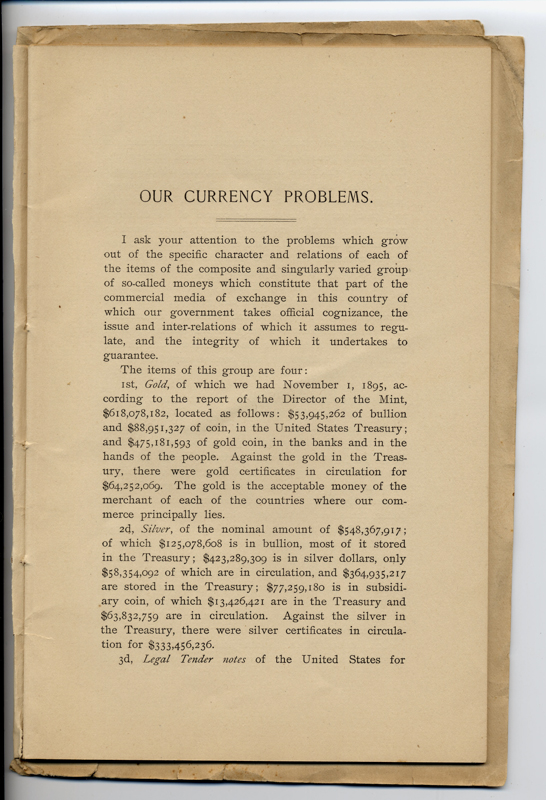 OUR CURRENCY PROBLEMS.
I ask your attention to the problems which grow
out of the specific character and relations of each of
the items of the composite and singularly varied group
of so-called moneys which constitute that part of the
commercial media of exchange in this country of
which our government takes official cognizance, the
issue and inter-relations of which it assumes to regu-
late, and the integrity of which it undertakes to
guarantee.
The items of this group are four:
1st, Gold, of which we had November 1, 1895, ac-
cording to the report of the Director of the Mint,
$618,078,182, located as follows: $53,945,262 of bullion
and $88,951,327 of coin, in the United States Treasury;
and $475,181,593 of gold coin, in the banks and in the
hands of the people. Against the gold in the Treas-
ury, there were gold certificates in circulation for
$64,252,069. The gold is the acceptable money of the
merchant of each of the countries where our com-
merce principally lies.
2d, Silver, of the nominal amount of $548,367,917;
of which $125,078,608 is in bullion, most of it stored
in the Treasury; $423,289,309 is in silver dollars, only
$58,354,092 of which are in circulation, and $364,935,217
are stored in the Treasury; $77,259,180 is in subsidi-
ary coin, of which $13,426,421 are in the Treasury and
$63,832,759 are in circulation. Against the silver in
the Treasury, there were silver certificates in circula-
tion for $333,456,236.
3d, Legal Tender notes of the United States for